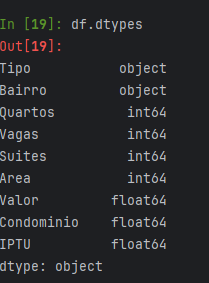 In [19]: df.dtypes
Out[19]:
Tipo object
Bairro object
Quartos int64
Vagas int64
Suites int64
Area int64
Valor float64
Condominio float64
IPTU float64
dtype: object